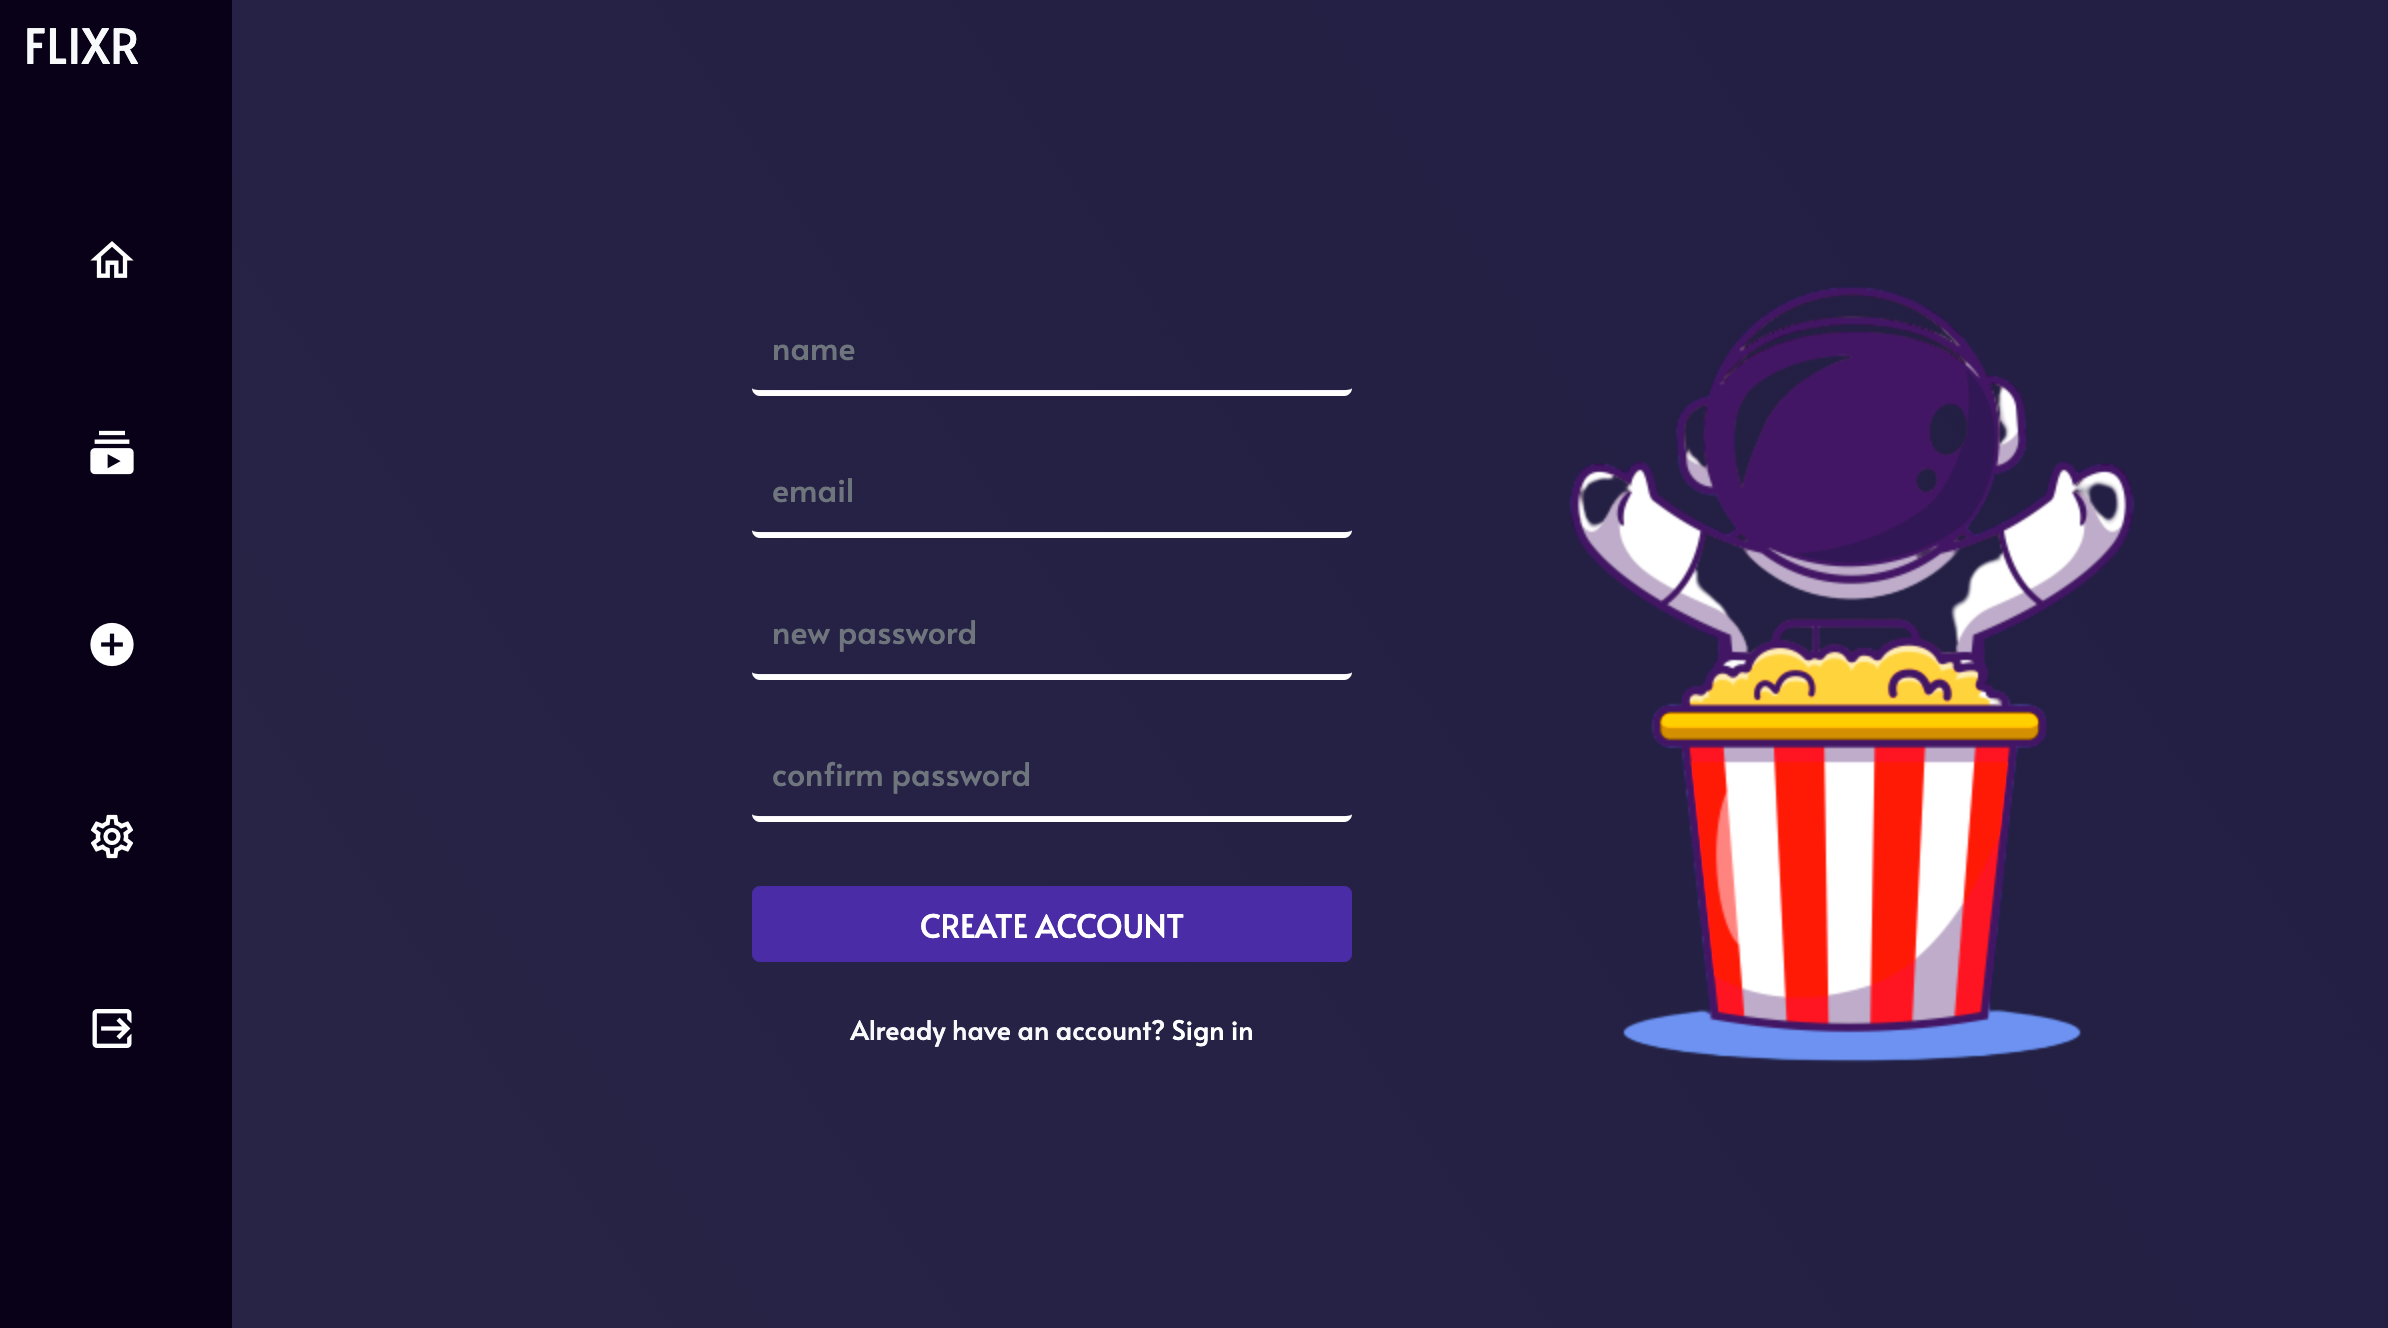 FLIXR
name
email
new password
confirm password
CREATE ACCOUNT
Already have an account? Sign in